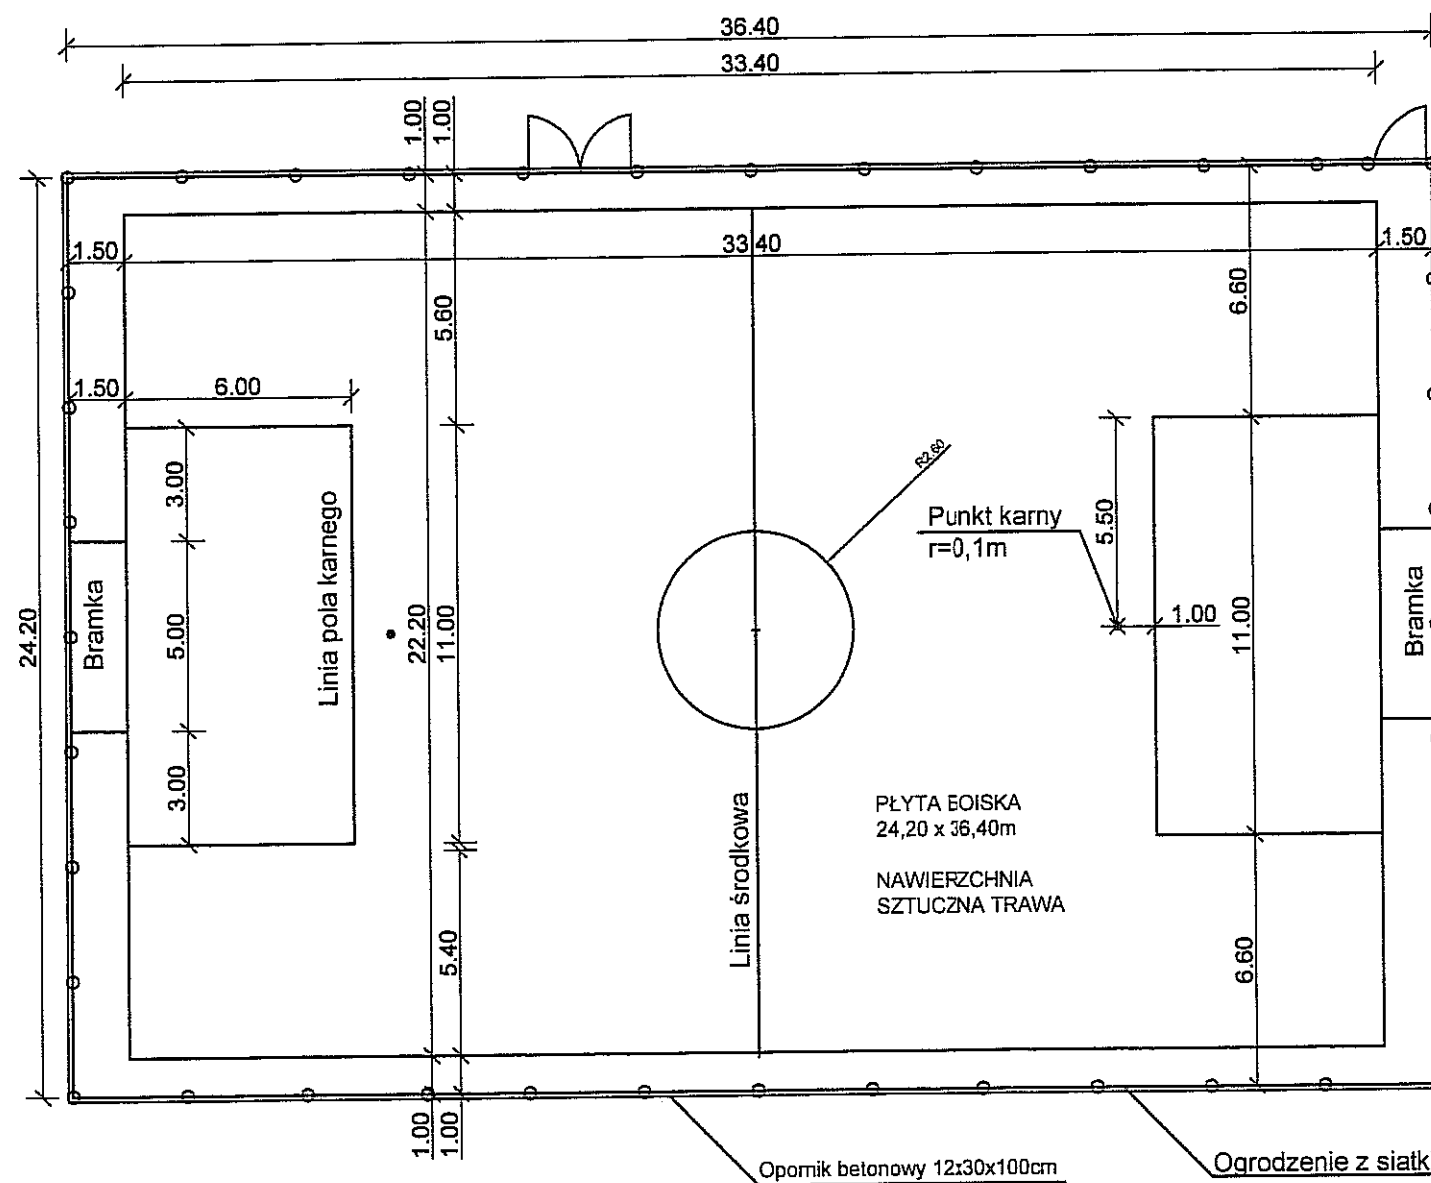 36.40
33.40
1.00
1.00
1.50
33.40
1.50
5.60
6.60
1.50
6.00
3.00
Linia pola karnego
R2.60
Punkt karny
r=0,1m
5.50
Bramka
5.00
24.20
22.20
11.00
1.00
11.00
Bramka
3.00
Linia środkowa
PŁYTA BOISKA
24,20 x 36,40m
NAWIERZCHNIA
SZTUCZNA TRAWA
5.40
6.60
1.00
1.00
Opornik betonowy 12x30x100cm
Ogrodzenie z siatk